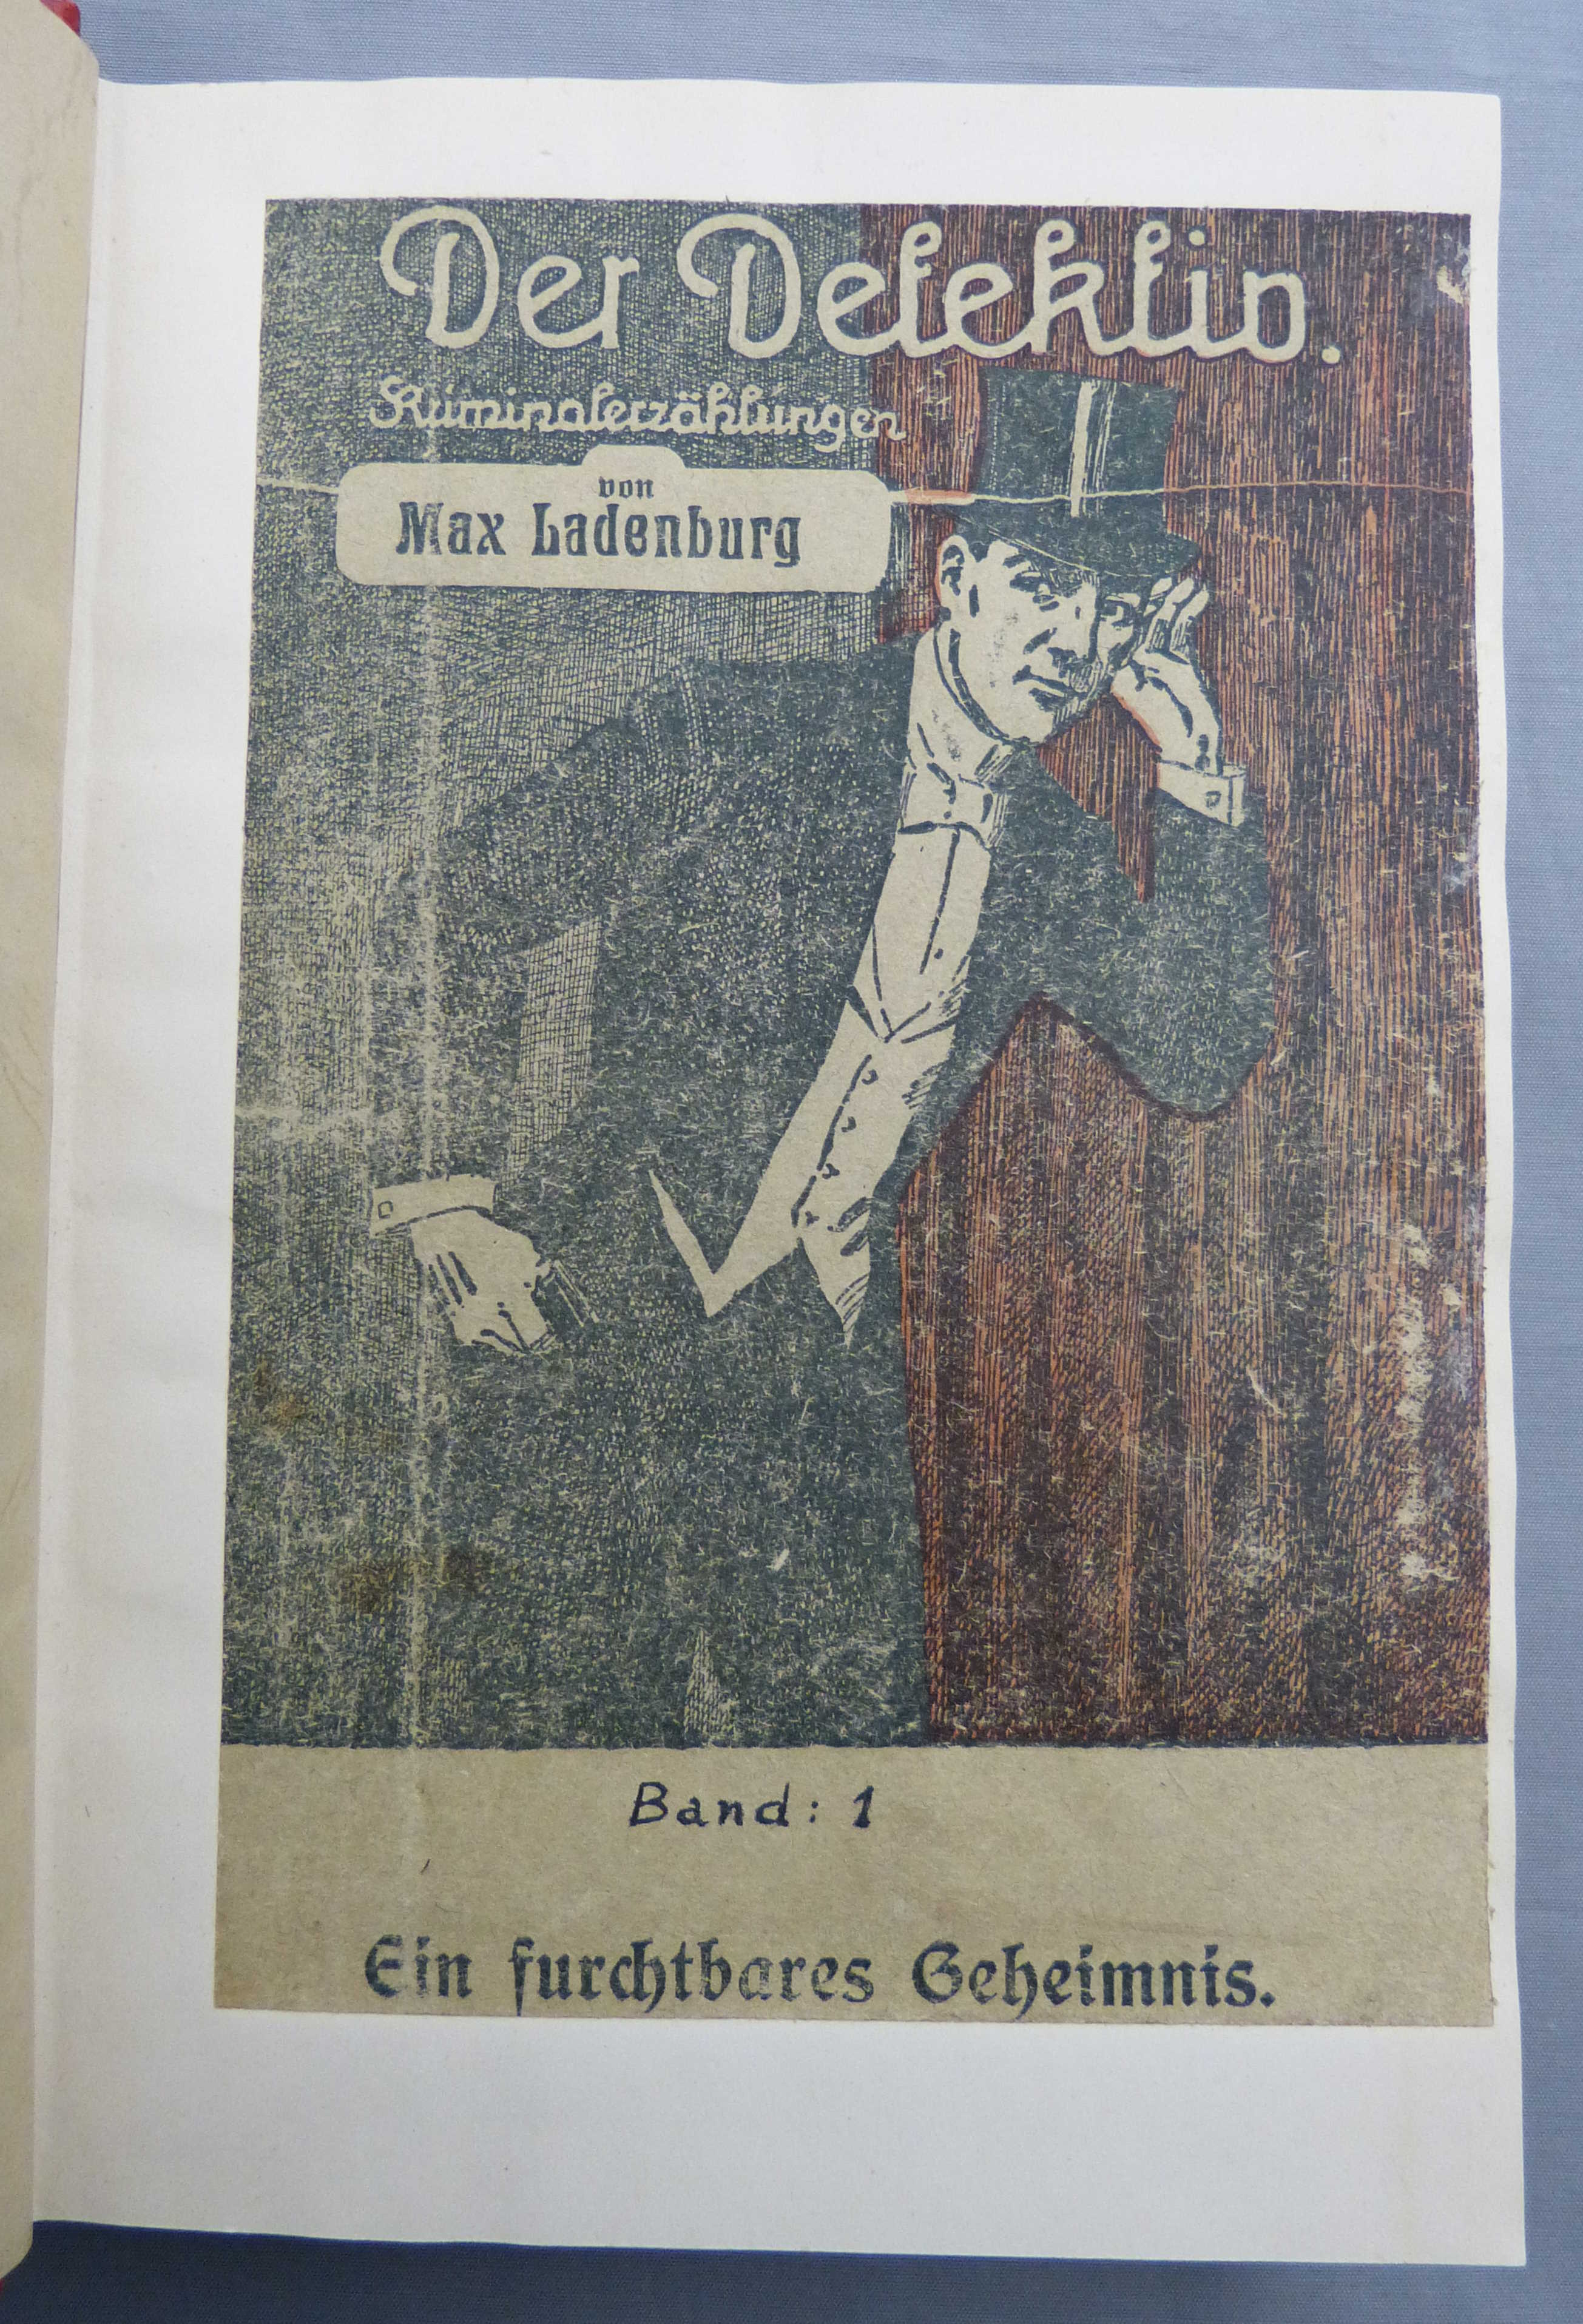 Der Detektiv.
Kriminalerzählungen
von
Max Ladenburg
Band: 1
Ein furchtbares Geheimnis.